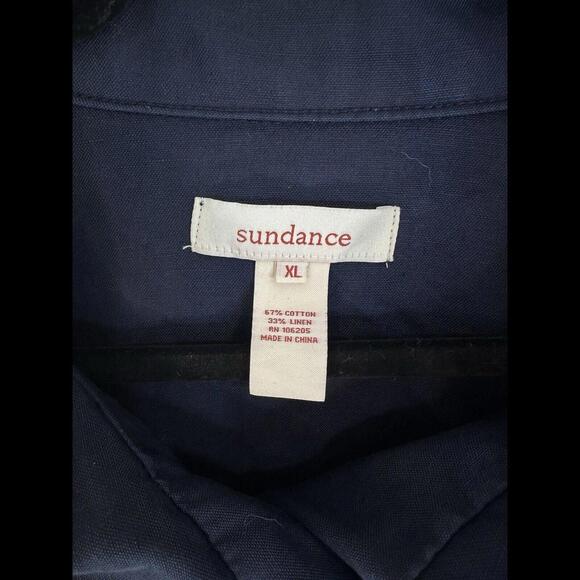 sundance
XL
67% COTTON
33% LINEN
RN 106205
MADE IN CHINA